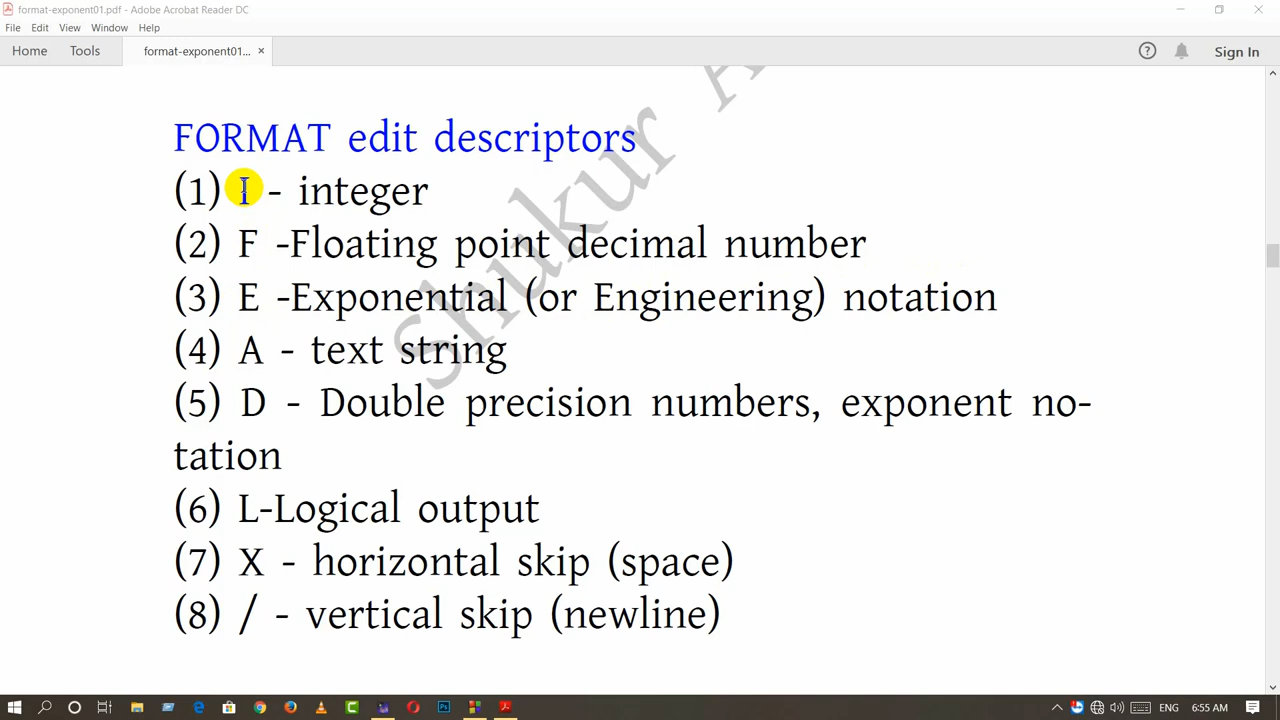 format-exponent01.pdf - Adobe Acrobat Reader DC
File Edit View Window Help
Home Tools format-exponent01... × Sign In
FORMAT edit descriptors
(1) I - integer
(2) F -Floating point decimal number
(3) E -Exponential (or Engineering) notation
(4) A - text string
(5) D - Double precision numbers, exponent no-
tation
(6) L-Logical output
(7) X - horizontal skip (space)
(8) / - vertical skip (newline)
Shukur A
ENG 6:55 AM